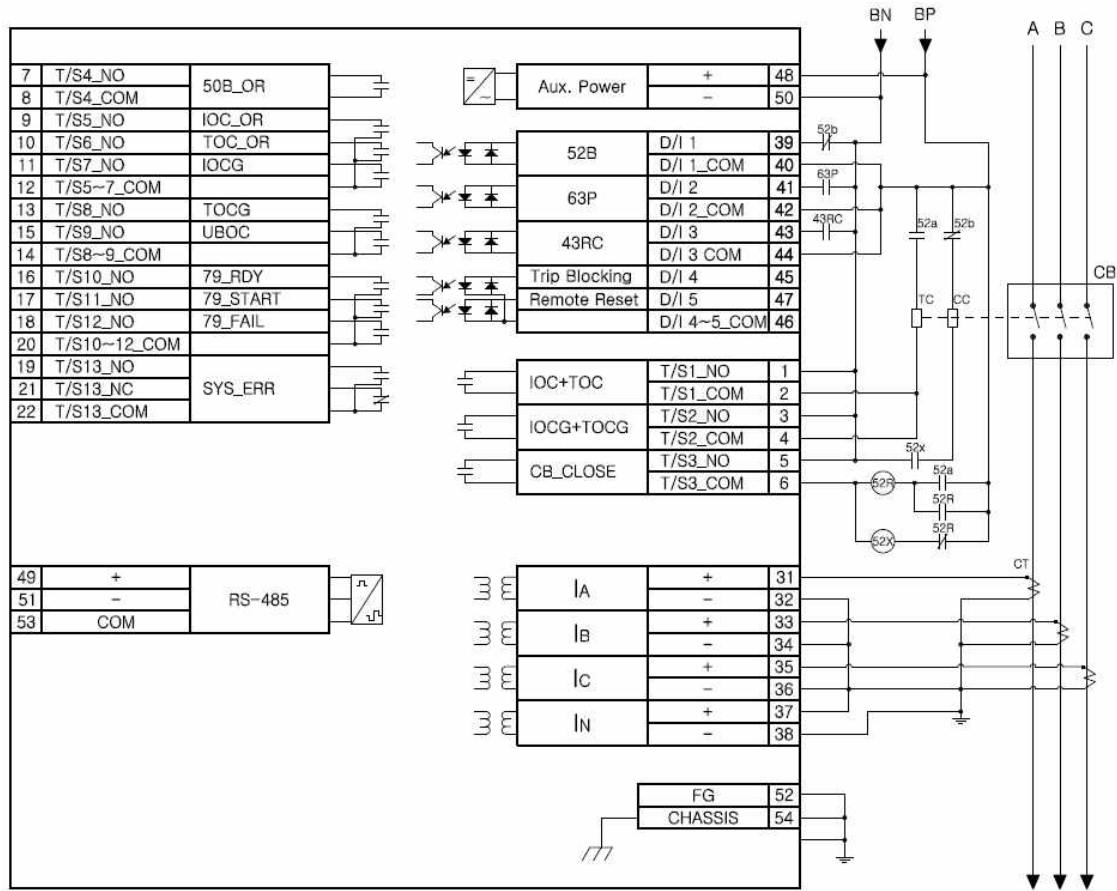 BN BP
A B C
7 T/S4_NO 50B_OR
8 T/S4_COM
9 T/S5_NO IOC_OR
10 T/S6_NO TOC_OR
11 T/S7_NO IOCG
12 T/S5~7_COM
13 T/S8_NO TOCG
15 T/S9_NO UBOC
14 T/S8~9_COM
16 T/S10_NO 79_RDY
17 T/S11_NO 79_START
18 T/S12_NO 79_FAIL
20 T/S10~12_COM
19 T/S13_NO
21 T/S13_NC SYS_ERR
22 T/S13_COM
49 + RS-485
51 −
53 COM
= ~
Aux. Power + 48
− 50
52B D/I 1 39
D/I 1_COM 40
63P D/I 2 41
D/I 2_COM 42
43RC D/I 3 43
D/I 3 COM 44
Trip Blocking D/I 4 45
Remote Reset D/I 5 47
D/I 4~5_COM 46
IOC+TOC T/S1_NO 1
T/S1_COM 2
IOCG+TOCG T/S2_NO 3
T/S2_COM 4
CB_CLOSE T/S3_NO 5
T/S3_COM 6
IA + 31
− 32
IB + 33
− 34
IC + 35
− 36
IN + 37
− 38
FG 52
CHASSIS 54
52b
63P
43RC
52a 52b
CB
TC CC
52x
52a
52R
52R
52R
52X
CT